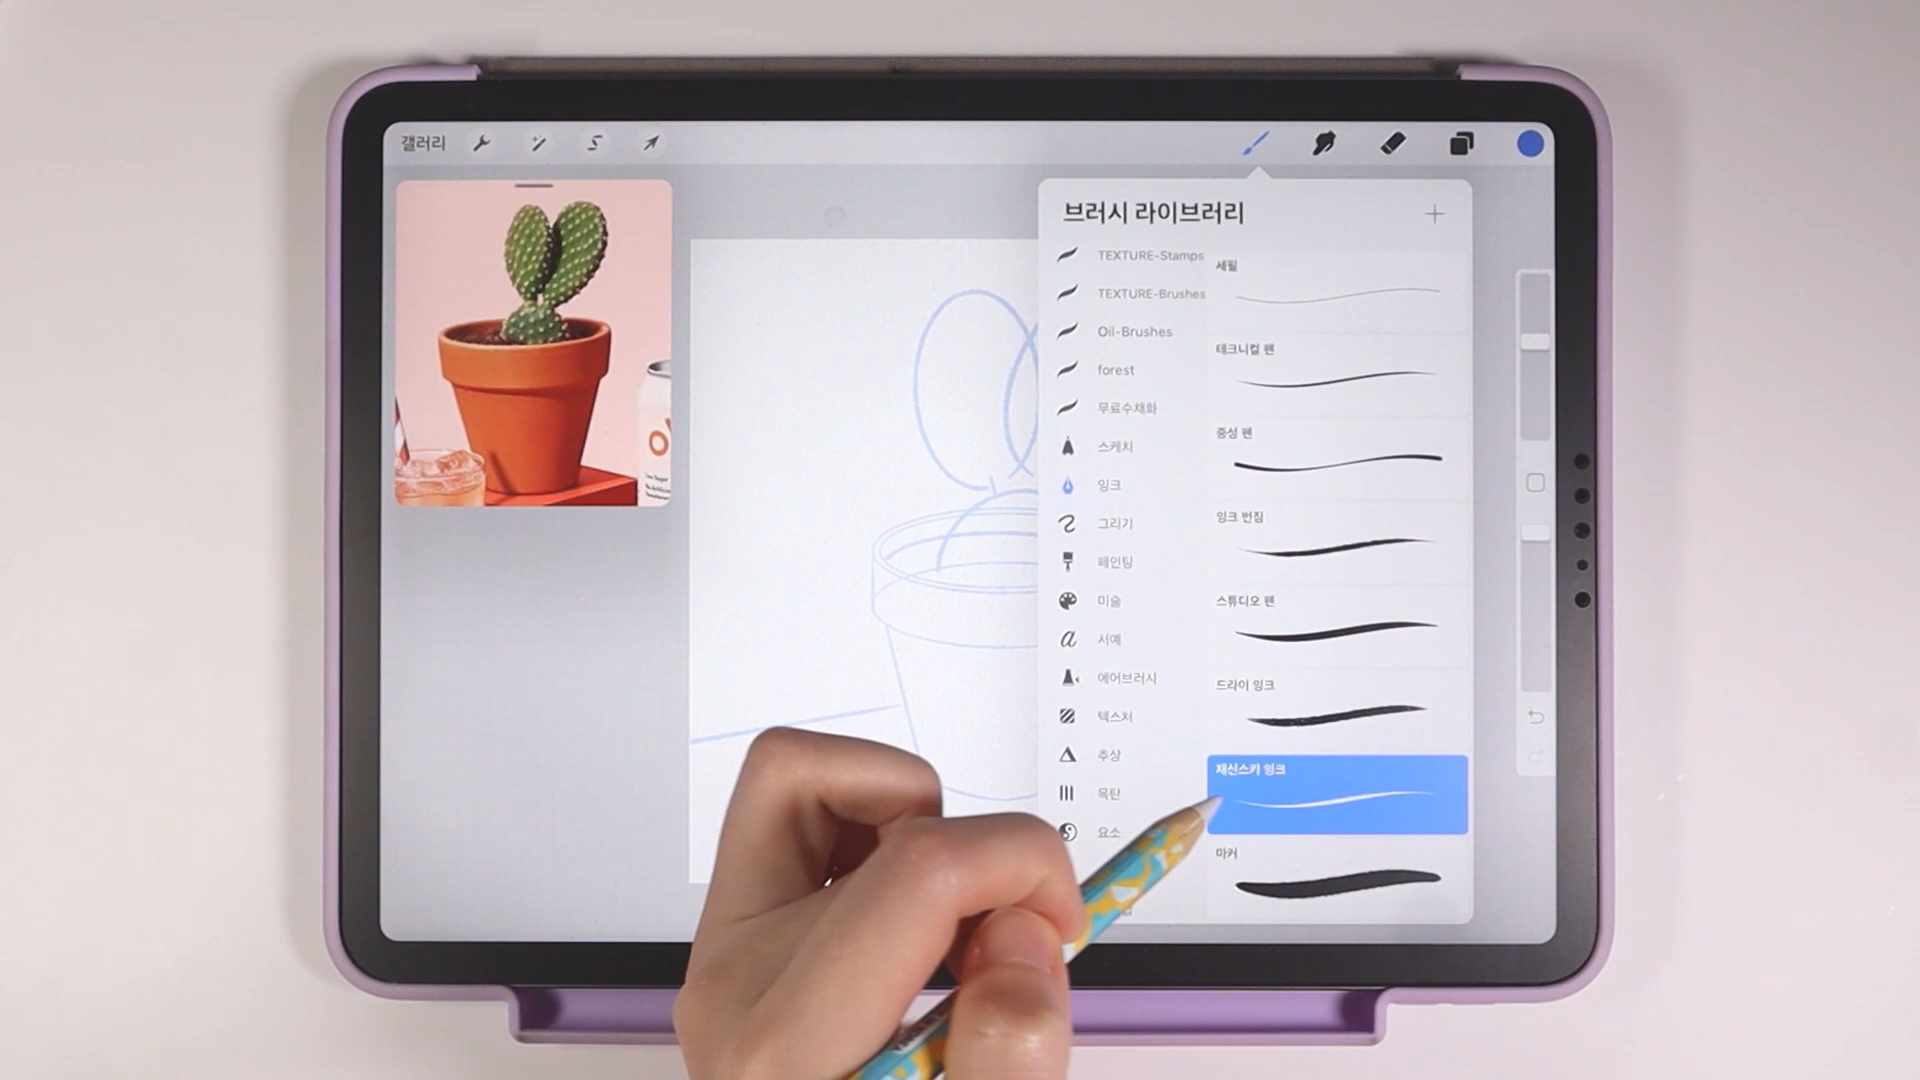 갤러리
브러시 라이브러리
TEXTURE-Stamps
TEXTURE-Brushes
Oil-Brushes
forest
무료수채화
스케치
잉크
그리기
페인팅
미술
서예
에어브러시
텍스처
추상
목탄
요소
세필
테크니컬 펜
중성 펜
잉크 번짐
스튜디오 펜
드라이 잉크
재신스키 잉크
마커